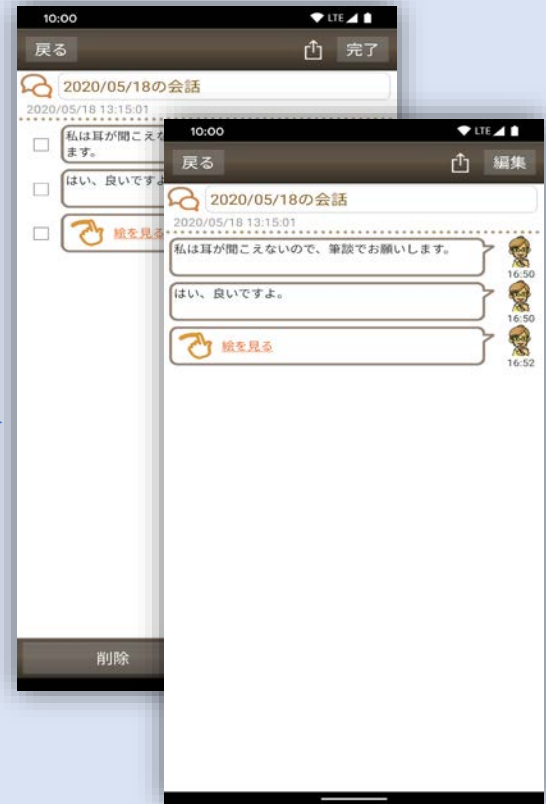 10:00
LTE
戻る
完了
2020/05/18の会話
2020/05/18 13:15:01
私は耳が聞こえな
ます。
はい、良いですよ
絵を見る
削除
10:00
LTE
戻る
編集
2020/05/18の会話
2020/05/18 13:15:01
私は耳が聞こえないので、筆談でお願いします。
16:50
はい、良いですよ。
16:50
絵を見る
16:52